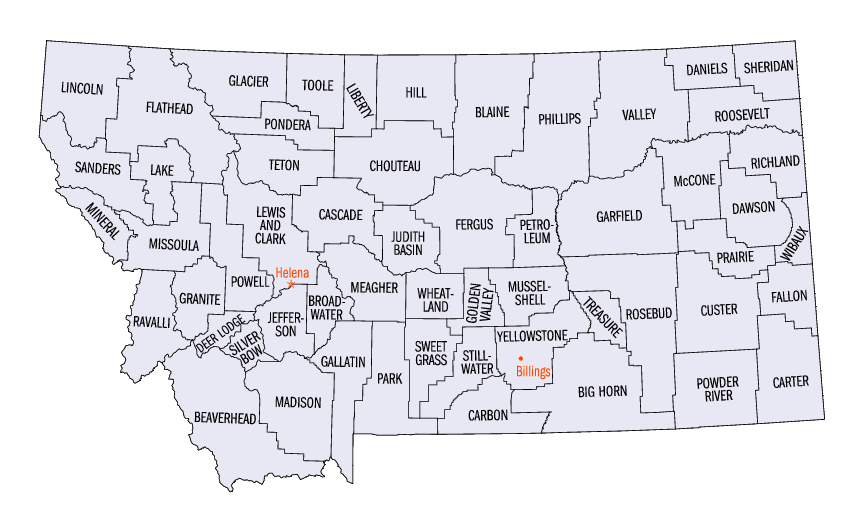 LINCOLN
FLATHEAD
GLACIER
TOOLE
LIBERTY
HILL
BLAINE
PHILLIPS
VALLEY
DANIELS
SHERIDAN
ROOSEVELT
PONDERA
TETON
CHOUTEAU
SANDERS
LAKE
McCONE
RICHLAND
DAWSON
WIBAUX
MINERAL
MISSOULA
LEWIS
AND
CLARK
CASCADE
JUDITH
BASIN
FERGUS
PETRO-
LEUM
GARFIELD
PRAIRIE
Helena
POWELL
GRANITE
RAVALLI
DEER LODGE
SILVER
BOW
JEFFER-
SON
BROAD-
WATER
MEAGHER
WHEAT-
LAND
GOLDEN
VALLEY
MUSSEL-
SHELL
TREASURE
ROSEBUD
CUSTER
FALLON
YELLOWSTONE
Billings
SWEET
GRASS
STILL-
WATER
GALLATIN
PARK
BEAVERHEAD
MADISON
CARBON
BIG HORN
POWDER
RIVER
CARTER